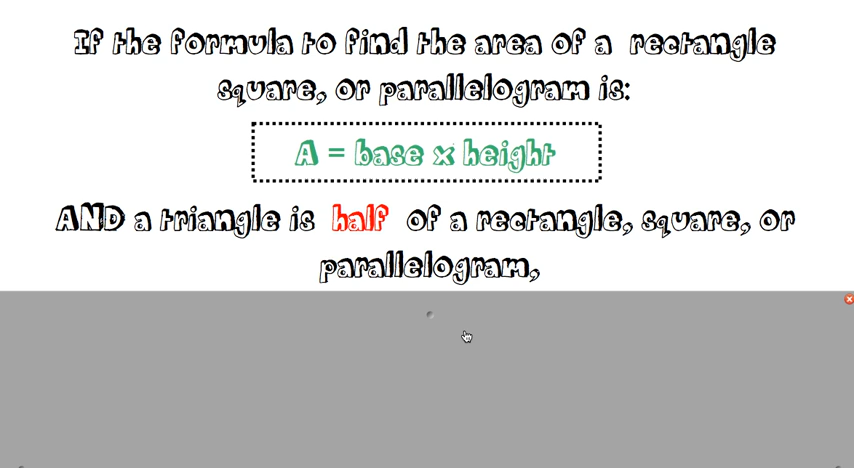 If the formula to find the area of a rectangle
square, or parallelogram is:
A = base x height
AND a triangle is half of a rectangle, square, or
parallelogram,